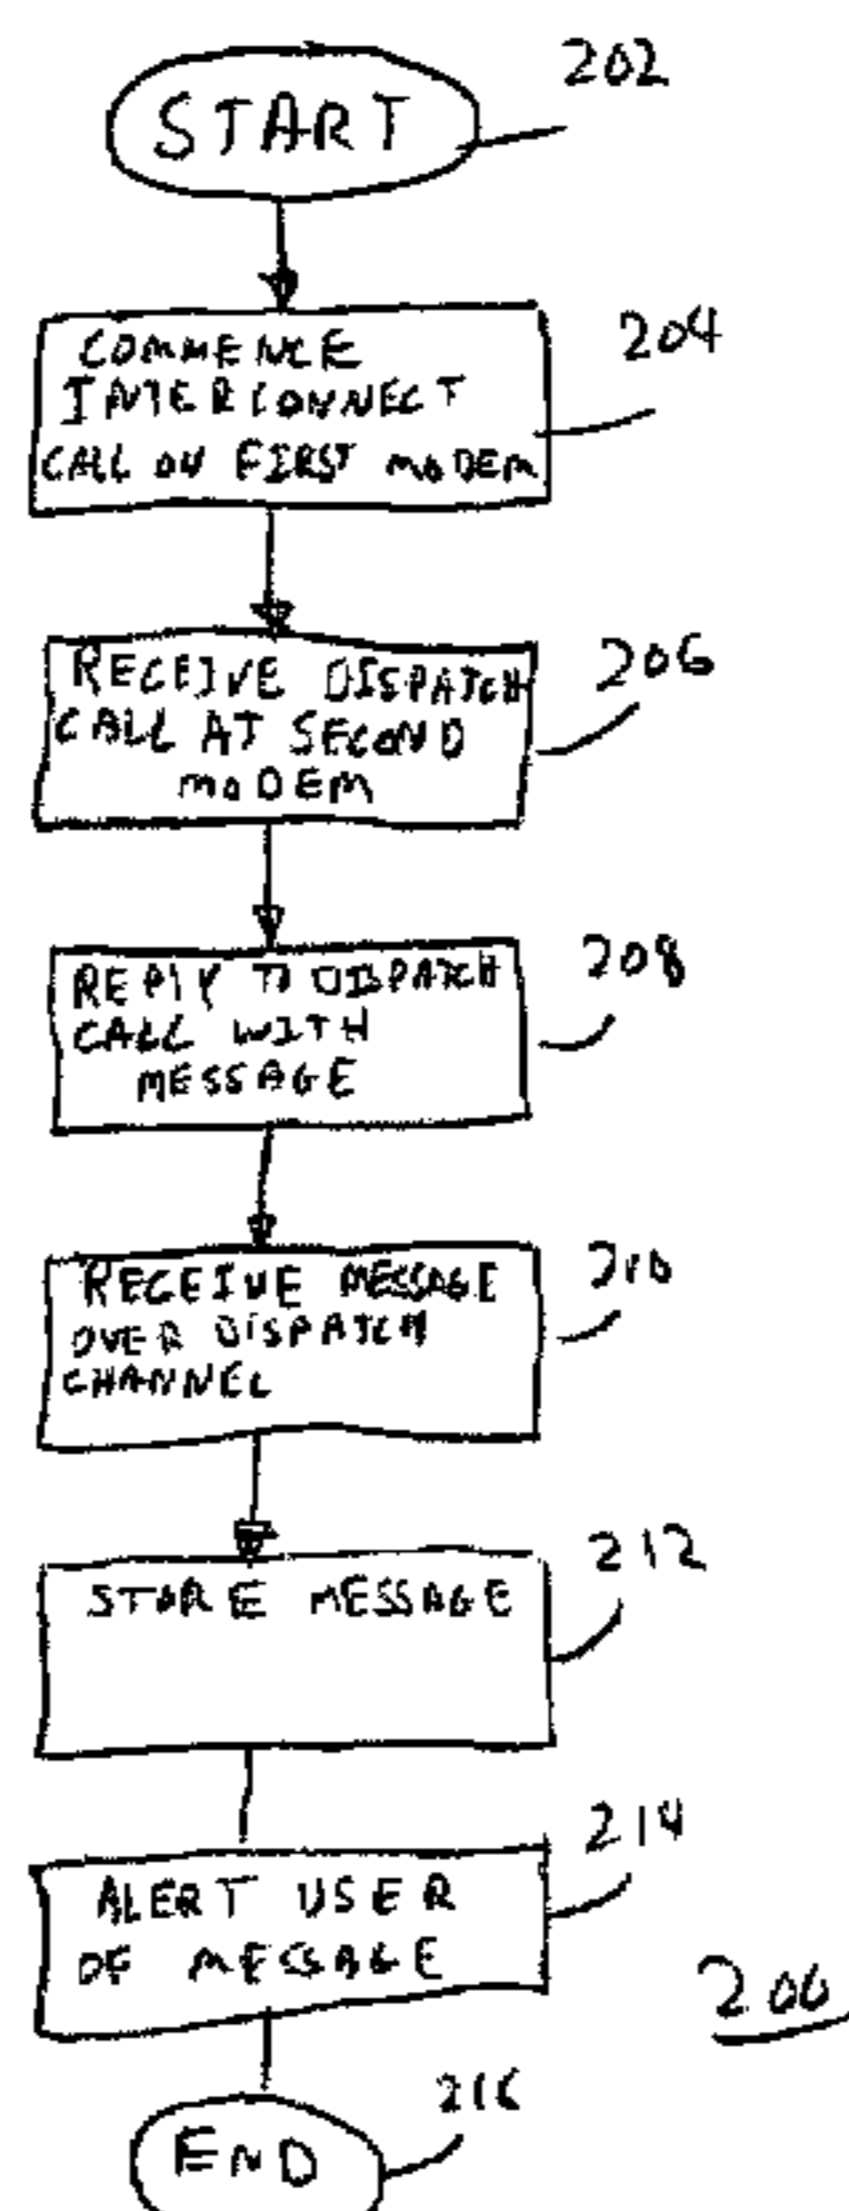 START
202
COMMENCE
INTERCONNECT
CALL ON FIRST MODEM
204
RECEIVE DISPATCH
CALL AT SECOND
MODEM
206
REPLY TO DISPATCH
CALL WITH
MESSAGE
208
RECEIVE MESSAGE
OVER DISPATCH
CHANNEL
210
STORE MESSAGE
212
ALERT USER
OF MESSAGE
214
200
END
216